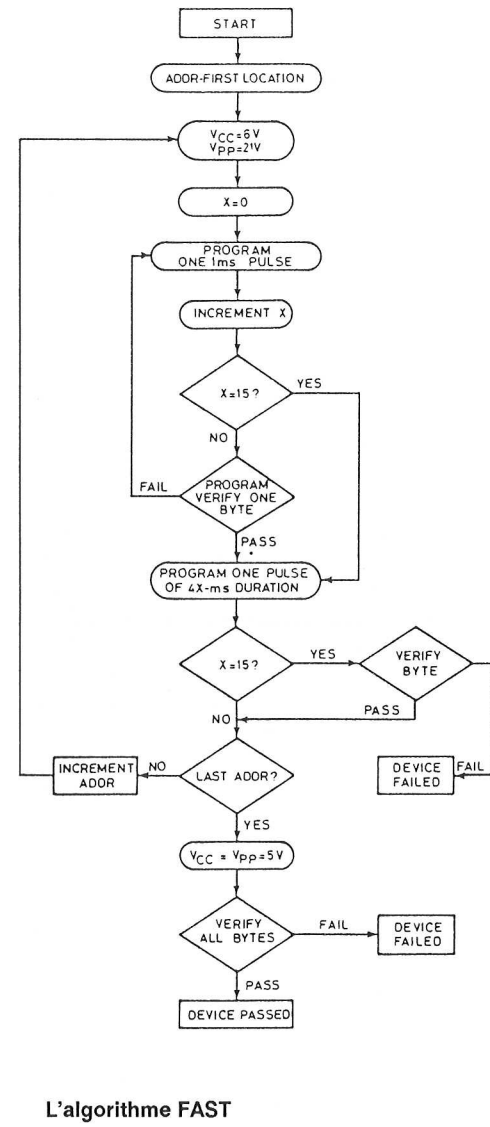 START
ADDR-FIRST LOCATION
VCC=6V
VPP=21V
X=0
PROGRAM
ONE 1ms PULSE
INCREMENT X
X=15?
YES
NO
FAIL
PROGRAM
VERIFY ONE
BYTE
PASS
PROGRAM ONE PULSE
OF 4X-ms DURATION
X=15?
YES
VERIFY
BYTE
NO
PASS
INCREMENT
ADDR
NO
LAST ADDR?
DEVICE
FAILED
FAIL
YES
VCC = VPP=5V
VERIFY
ALL BYTES
FAIL
DEVICE
FAILED
PASS
DEVICE PASSED
L'algorithme FAST